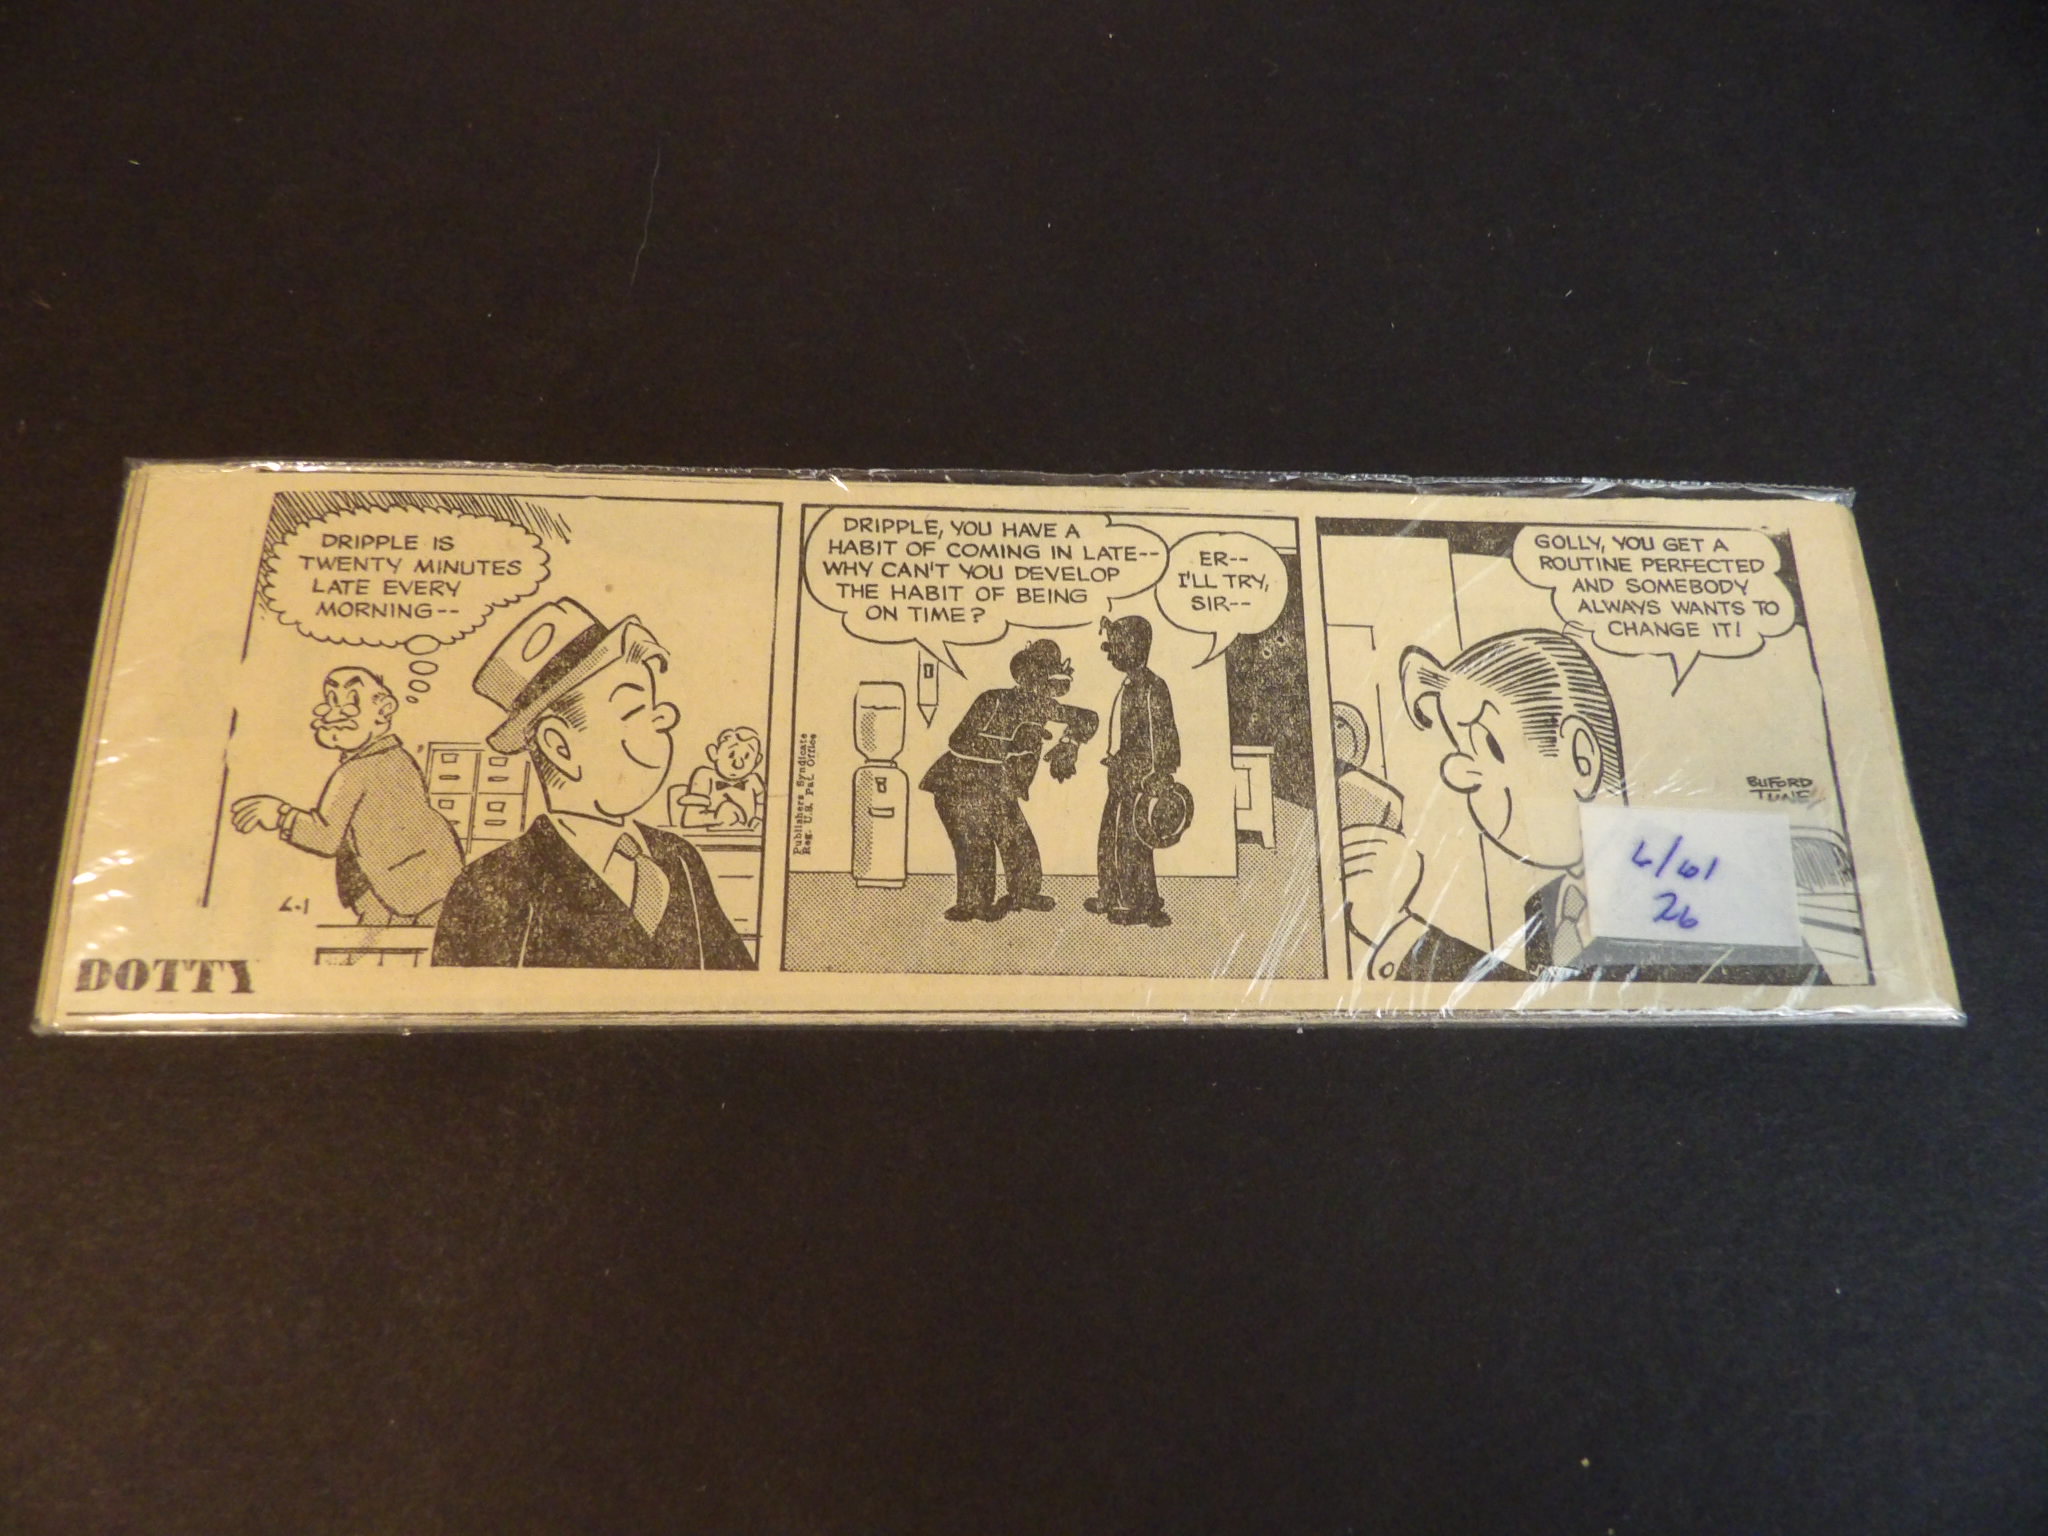 DRIPPLE IS
TWENTY MINUTES
LATE EVERY
MORNING--
6-1
DOTTY
DRIPPLE, YOU HAVE A
HABIT OF COMING IN LATE--
WHY CAN'T YOU DEVELOP
THE HABIT OF BEING
ON TIME?
ER--
I'LL TRY,
SIR--
Publishers Syndicate
Reg. U.S. Pat. Office
GOLLY, YOU GET A
ROUTINE PERFECTED
AND SOMEBODY
ALWAYS WANTS TO
CHANGE IT!
BUFORD
TUNE
6/61
26